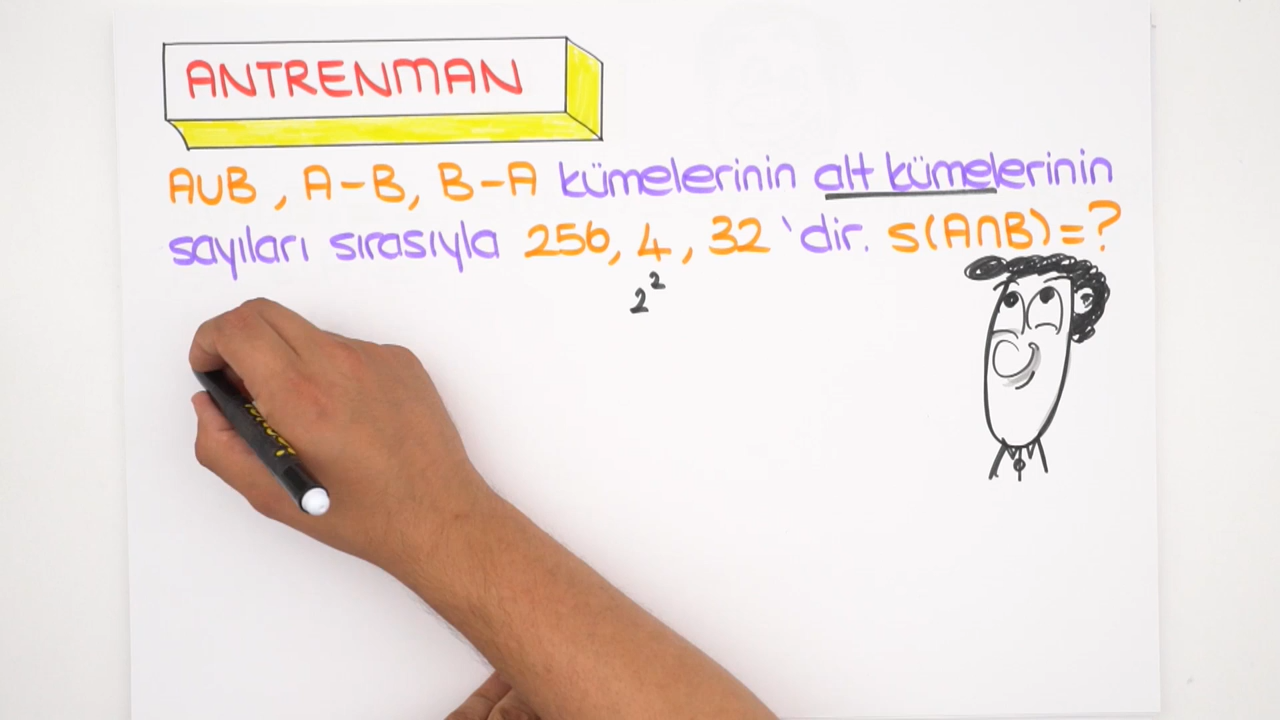 ANTRENMAN
A∪B, A-B, B-A kümelerinin alt kümelerinin
sayıları sırasıyla 256, 4, 32 'dir. s(A∩B)=?
2²